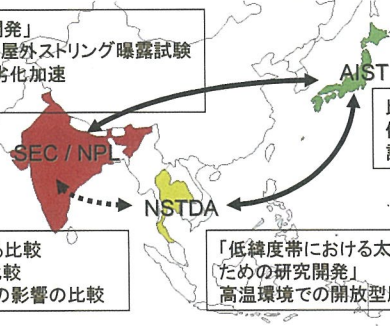 開発」
屋外ストリング曝露試験
劣化加速
AIST
SEC / NPL
NSTDA
比較
比較
の影響の比較
「低緯度帯における太
ための研究開発」
高温環境での開放型